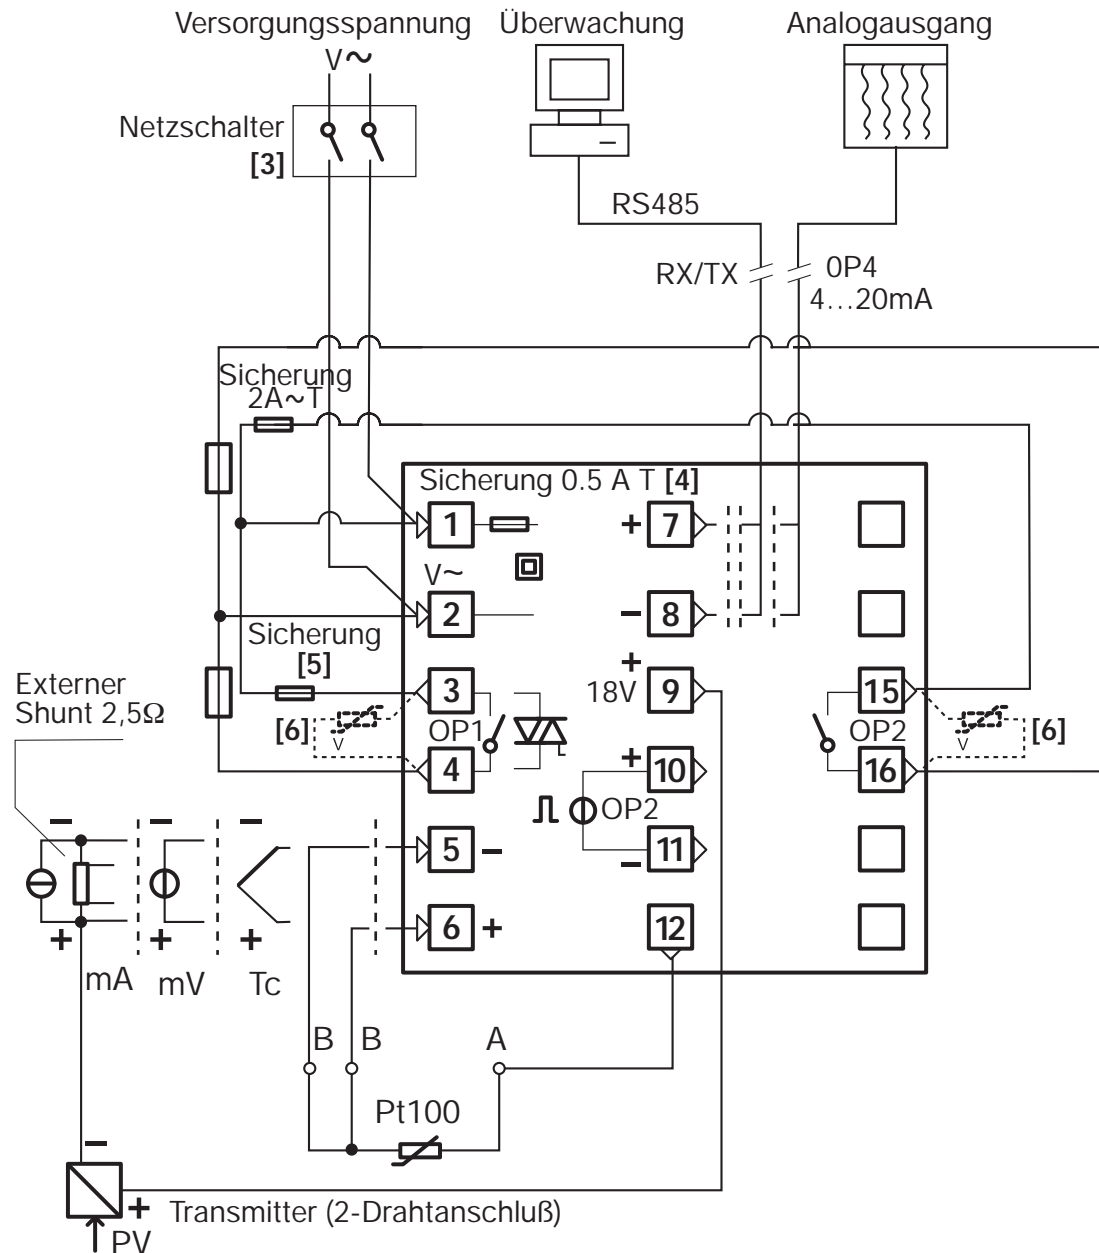 Versorgungsspannung
Überwachung
Analogausgang
V~
Netzschalter
[3]
RS485
RX/TX
OP4
4...20mA
Sicherung
2A~T
Sicherung 0.5 A T [4]
1
+
7
V~
2
−
8
Sicherung
[5]
+
18V
9
3
15
Externer
Shunt 2,5Ω
[6]
V
OP1
OP2
V
[6]
4
+
10
16
OP2
−
11
−
−
−
5
−
6
+
12
+
mA
+
mV
+
Tc
B
B
A
Pt100
−
+
Transmitter (2-Drahtanschluß)
PV